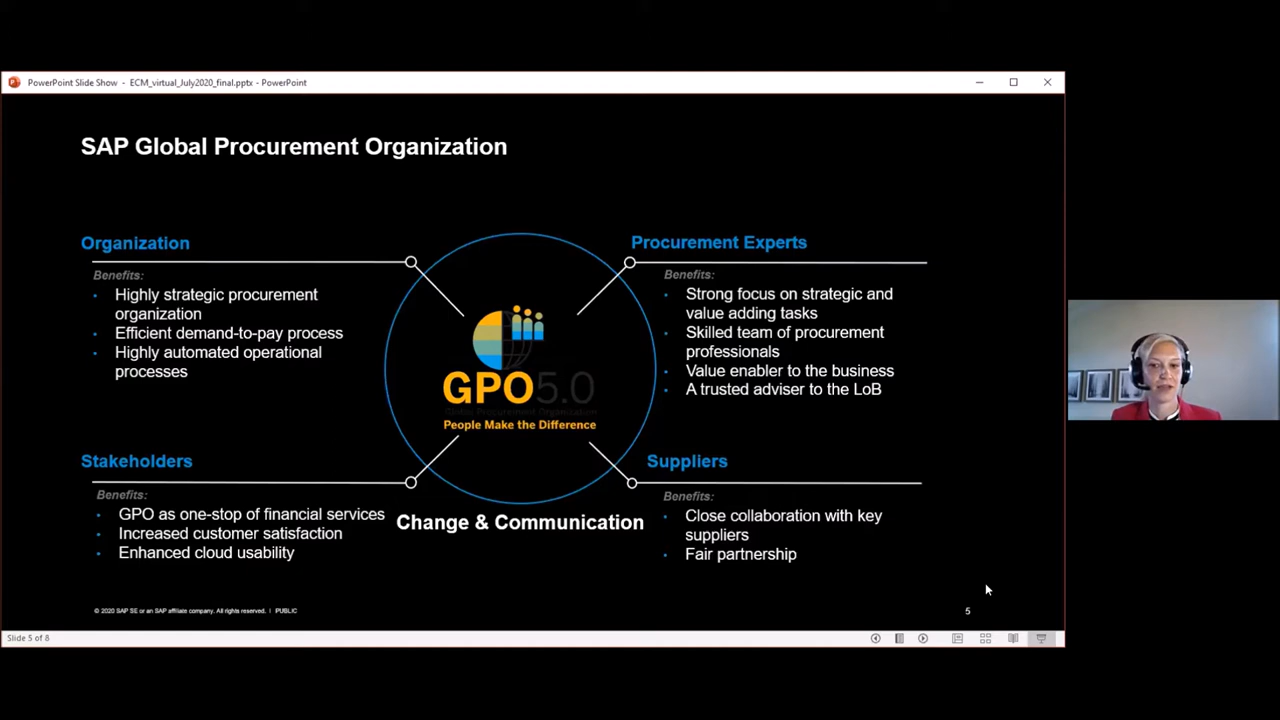 PowerPoint Slide Show - ECM_virtual_July2020_final.pptx - PowerPoint
SAP Global Procurement Organization
Organization
Benefits:
• Highly strategic procurement
organization
• Efficient demand-to-pay process
• Highly automated operational
processes
Procurement Experts
Benefits:
• Strong focus on strategic and
value adding tasks
• Skilled team of procurement
professionals
• Value enabler to the business
• A trusted adviser to the LoB
GPO5.0
Global Procurement Organization
People Make the Difference
Stakeholders
Benefits:
• GPO as one-stop of financial services
• Increased customer satisfaction
• Enhanced cloud usability
Change & Communication
Suppliers
Benefits:
• Close collaboration with key
suppliers
• Fair partnership
© 2020 SAP SE or an SAP affiliate company. All rights reserved. | PUBLIC
5
Slide 5 of 8